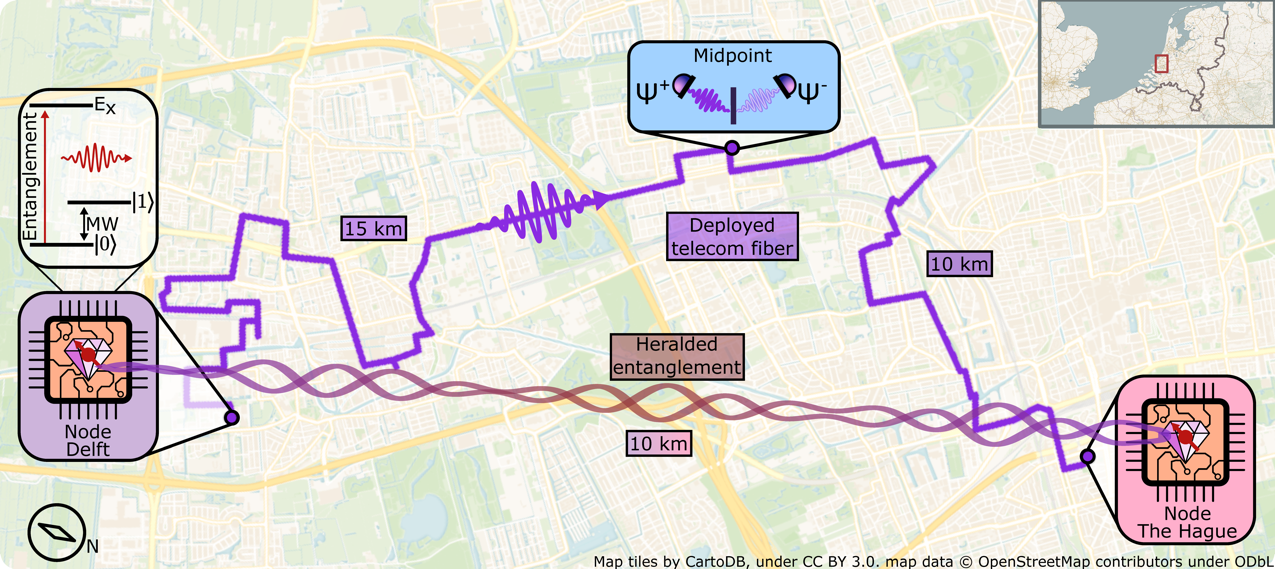 Midpoint
Ψ+
Ψ-
Ex
Entanglement
|1⟩
MW
|0⟩
15 km
Deployed
telecom fiber
10 km
Heralded
entanglement
10 km
Node
Delft
Node
The Hague
N
Map tiles by CartoDB, under CC BY 3.0. map data © OpenStreetMap contributors under ODbL